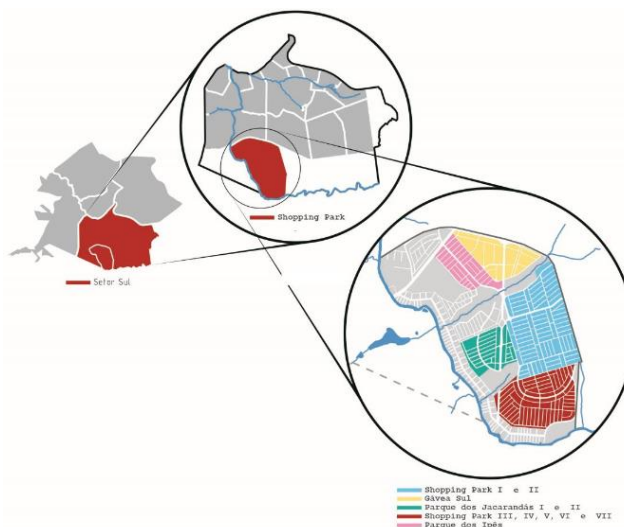 Shopping Park
Setor Sul
Shopping Park I e II
Gávea Sul
Parque dos Jacarandás I e II
Shopping Park III, IV, V, VI e VII
Parque dos Ipês